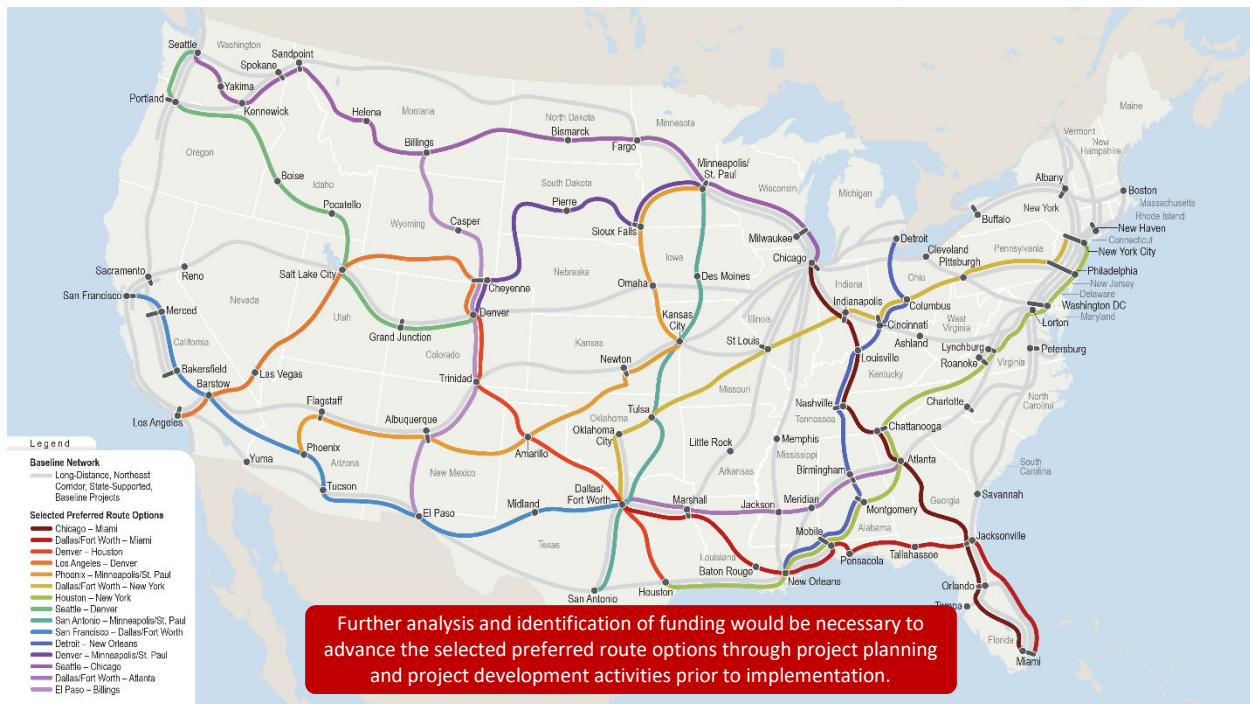 Seattle
Washington
Sandpoint
Spokane
Yakima
Portland
Kennewick
Helena
Montana
North Dakota
Minnesota
Billings
Bismarck
Fargo
Minneapolis/
St. Paul
Wisconsin
Michigan
Maine
Vermont
New
Hampshire
Albany
Boston
Massachusetts
Rhode Island
New York
Buffalo
New Haven
Connecticut
New York City
Oregon
Boise
Idaho
Pocatello
Wyoming
Casper
South Dakota
Pierre
Sioux Falls
Milwaukee
Chicago
Detroit
Cleveland
Pittsburgh
Pennsylvania
Philadelphia
New Jersey
Delaware
Washington DC
Maryland
Lorton
Sacramento
Reno
San Francisco
Merced
Nevada
Salt Lake City
Utah
Cheyenne
Nebraska
Iowa
Omaha
Des Moines
Indiana
Ohio
Indianapolis
Columbus
Illinois
Cincinnati
Ashland
West
Virginia
Lynchburg
Roanoke
Virginia
Petersburg
California
Grand Junction
Denver
Colorado
Kansas
Kansas
City
Newton
St Louis
Missouri
Louisville
Kentucky
Bakersfield
Barstow
Las Vegas
Trinidad
Los Angeles
Flagstaff
Albuquerque
Oklahoma
Tulsa
Oklahoma
City
Nashville
Tennessee
Charlotte
North
Carolina
Chattanooga
Phoenix
Yuma
Arizona
New Mexico
Amarillo
Little Rock
Arkansas
Memphis
Mississippi
Birmingham
Atlanta
South
Carolina
Tucson
El Paso
Midland
Dallas/
Fort Worth
Marshall
Jackson
Meridian
Montgomery
Georgia
Savannah
Texas
Louisiana
Mobile
Alabama
Baton Rouge
New Orleans
Pensacola
Tallahassee
Jacksonville
San Antonio
Houston
Orlando
Tampa
Florida
Miami
Legend
Baseline Network
Long-Distance, Northeast
Corridor, State-Supported,
Baseline Projects
Selected Preferred Route Options
Chicago – Miami
Dallas/Fort Worth – Miami
Denver – Houston
Los Angeles – Denver
Phoenix – Minneapolis/St. Paul
Dallas/Fort Worth – New York
Houston – New York
Seattle – Denver
San Antonio – Minneapolis/St. Paul
San Francisco – Dallas/Fort Worth
Detroit – New Orleans
Denver – Minneapolis/St. Paul
Seattle – Chicago
Dallas/Fort Worth – Atlanta
El Paso – Billings
Further analysis and identification of funding would be necessary to
advance the selected preferred route options through project planning
and project development activities prior to implementation.